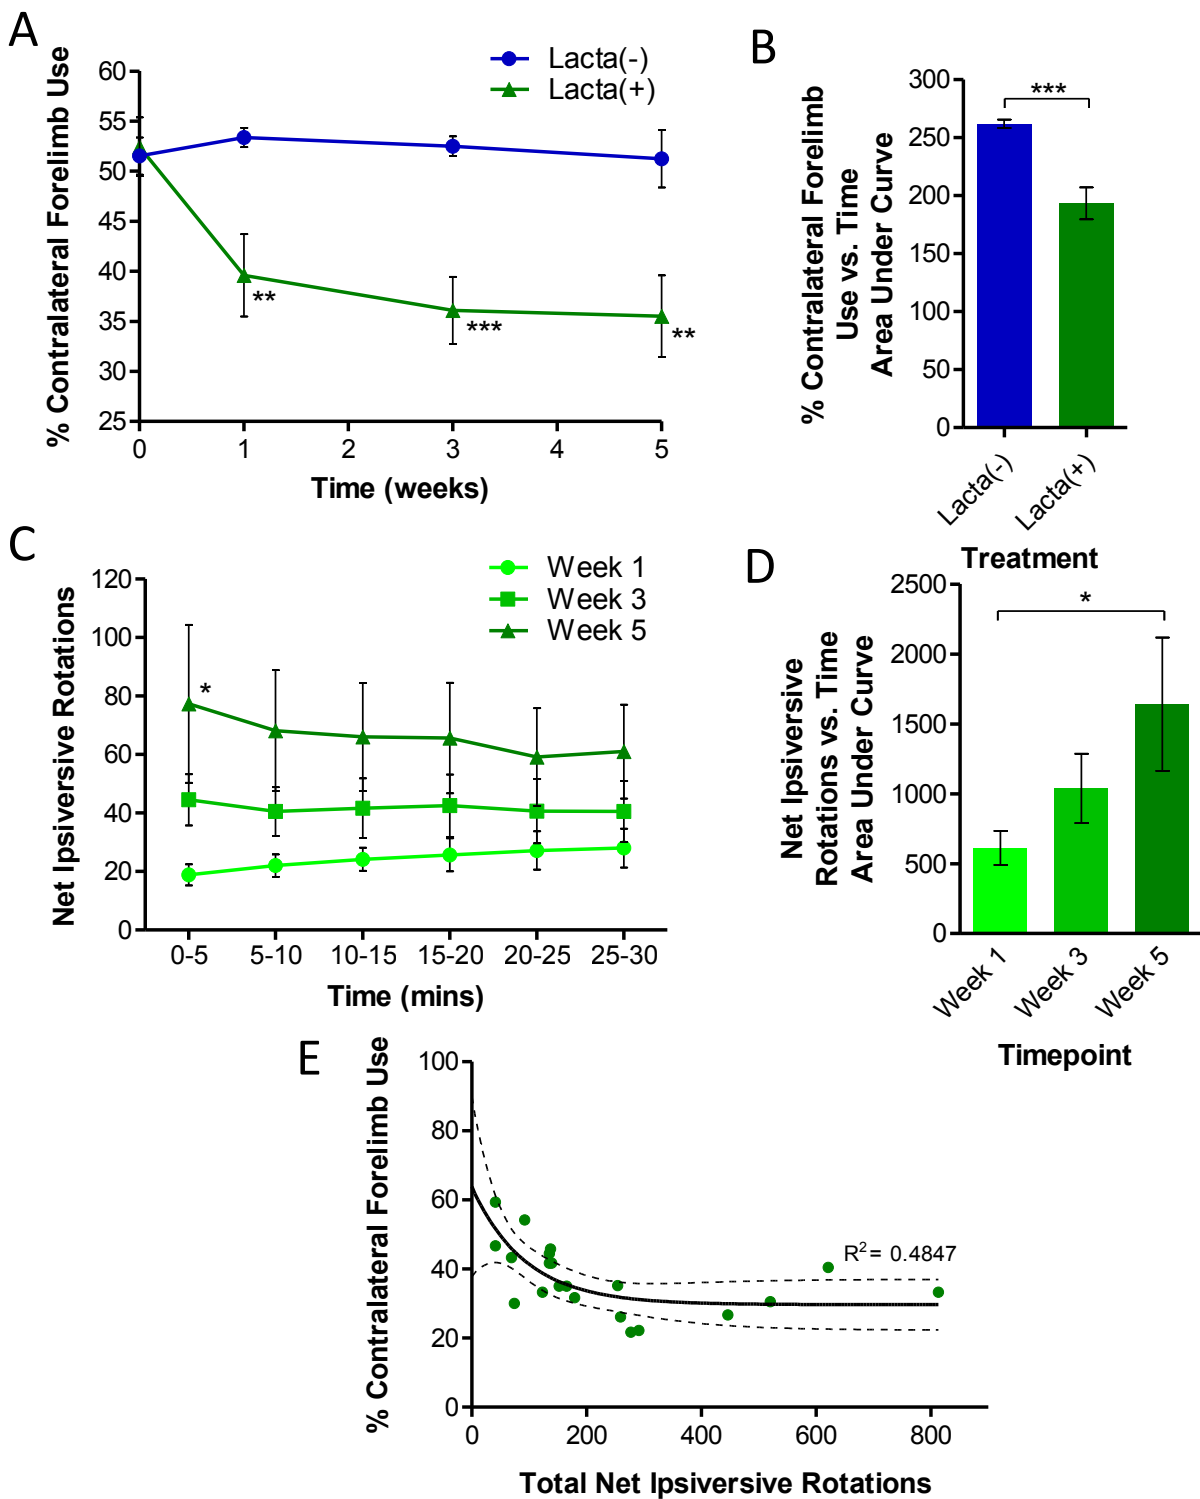 A
% Contralateral Forelimb Use
60
55
50
45
40
35
30
25
Lacta(-)
Lacta(+)
**
***
**
0
1
2
3
3
4
5
Time (weeks)
B
% Contralateral Forelimb
Use vs. Time
Area Under Curve
300
250
200
150
100
50
0
***
Lacta(-)
Lacta(+)
Treatment
C
Net Ipsiversive Rotations
120
100
80
60
40
20
0
Week 1
Week 3
Week 5
*
0-5
5-10
10-15
15-20
20-25
25-30
Time (mins)
D
Net Ipsiversive
Rotations vs. Time
Area Under Curve
2500
2000
1500
1000
500
0
*
Week 1
Week 3
Week 5
Timepoint
E
% Contralateral Forelimb Use
100
80
60
40
20
0
R²= 0.4847
0
200
400
600
800
Total Net Ipsiversive Rotations